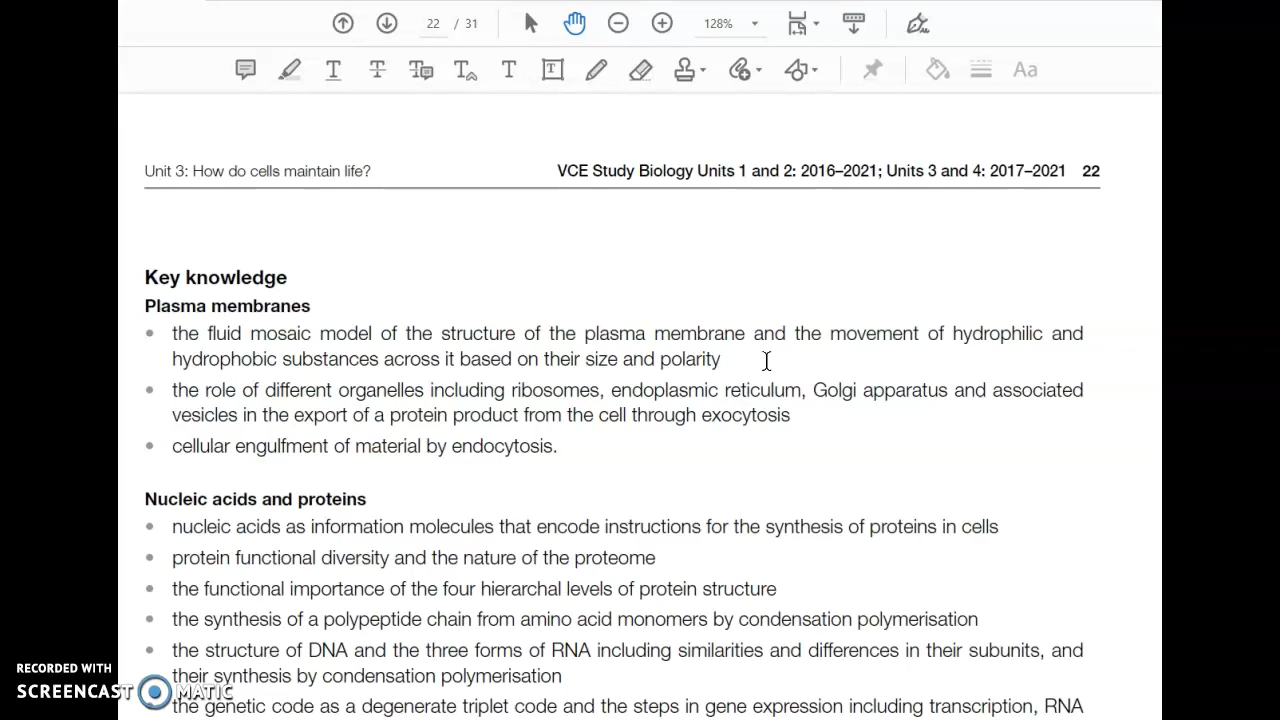 22 / 31 128%
T T T T T Aa
Unit 3: How do cells maintain life? VCE Study Biology Units 1 and 2: 2016–2021; Units 3 and 4: 2017–2021 22
Key knowledge
Plasma membranes
• the fluid mosaic model of the structure of the plasma membrane and the movement of hydrophilic and
hydrophobic substances across it based on their size and polarity
• the role of different organelles including ribosomes, endoplasmic reticulum, Golgi apparatus and associated
vesicles in the export of a protein product from the cell through exocytosis
• cellular engulfment of material by endocytosis.
Nucleic acids and proteins
• nucleic acids as information molecules that encode instructions for the synthesis of proteins in cells
• protein functional diversity and the nature of the proteome
• the functional importance of the four hierarchal levels of protein structure
• the synthesis of a polypeptide chain from amino acid monomers by condensation polymerisation
• the structure of DNA and the three forms of RNA including similarities and differences in their subunits, and
their synthesis by condensation polymerisation
the genetic code as a degenerate triplet code and the steps in gene expression including transcription, RNA
RECORDED WITH
SCREENCAST MATIC